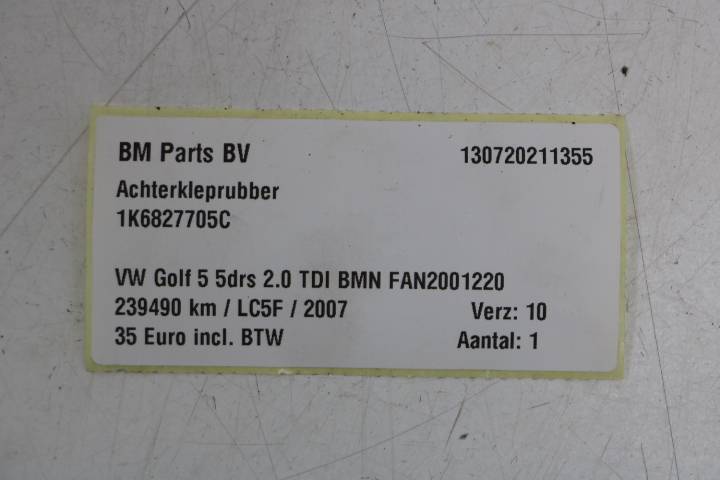 BM Parts BV 130720211355
Achterkleprubber
1K6827705C
VW Golf 5 5drs 2.0 TDI BMN FAN2001220
239490 km / LC5F / 2007 Verz: 10
35 Euro incl. BTW Aantal: 1